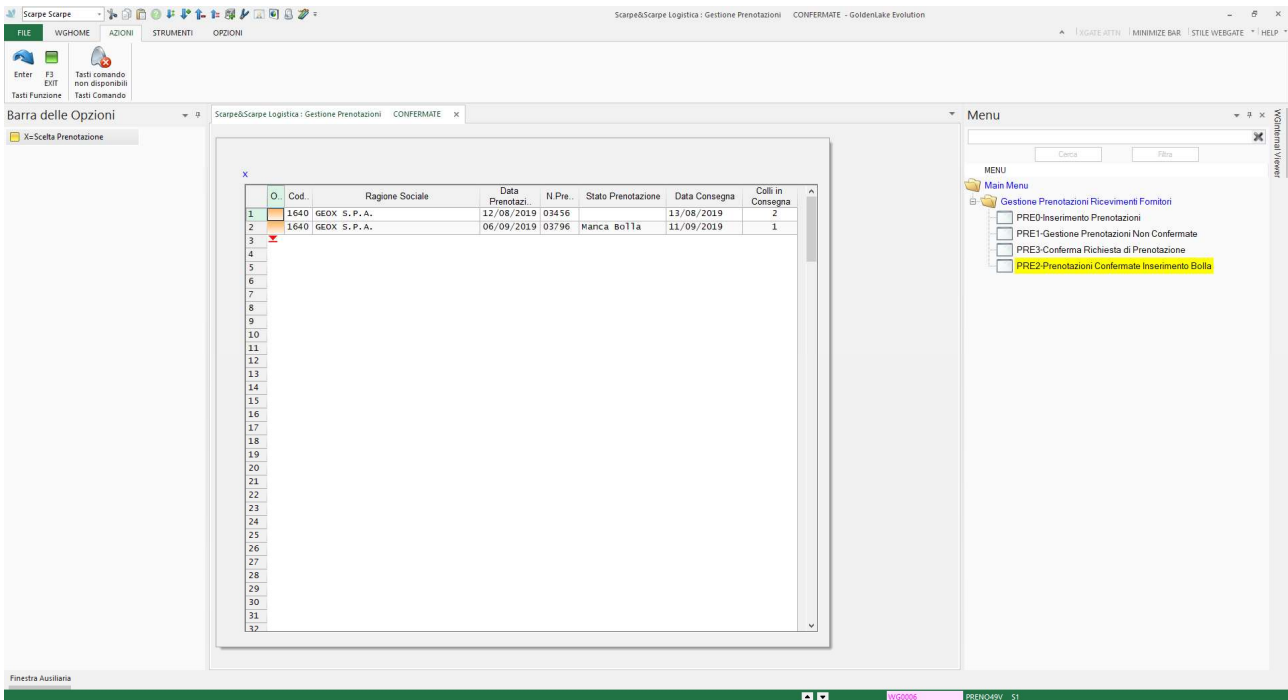 Scarpe Scarpe
Scarpe&Scarpe Logistica : Gestione Prenotazioni CONFERMATE - GoldenLake Evolution
FILE WGHOME AZIONI STRUMENTI OPZIONI
XGATE ATTN MINIMIZE BAR STILE WEBGATE HELP
Enter F3 EXIT Tasti comando non disponibili
Tasti Funzione Tasti Comando
Barra delle Opzioni
X=Scelta Prenotazione
Scarpe&Scarpe Logistica : Gestione Prenotazioni CONFERMATE
x
O.. Cod.. Ragione Sociale Data Prenotazi.. N.Pre.. Stato Prenotazione Data Consegna Colli in Consegna
1 1640 GEOX S.P.A. 12/08/2019 03456 13/08/2019 2
2 1640 GEOX S.P.A. 06/09/2019 03796 Manca Bolla 11/09/2019 1
3
4
5
6
7
8
9
10
11
12
13
14
15
16
17
18
19
20
21
22
23
24
25
26
27
28
29
30
31
32
Menu
Cerca Filtra
MENU
Main Menu
Gestione Prenotazioni Ricevimenti Fornitori
PRE0-Inserimento Prenotazioni
PRE1-Gestione Prenotazioni Non Confermate
PRE3-Conferma Richiesta di Prenotazione
PRE2-Prenotazioni Confermate Inserimento Bolla
WGInternal Viewer
Finestra Ausiliaria
WG0006 PRENO49V S1